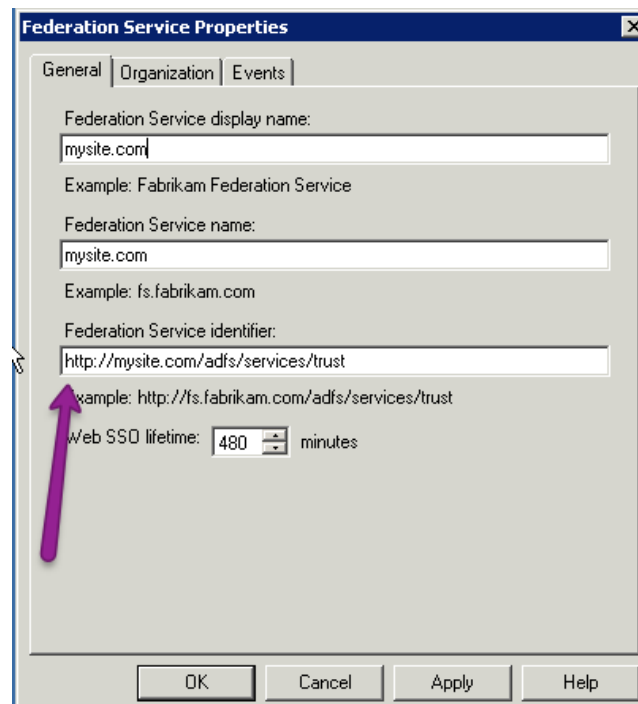 Federation Service Properties
General Organization Events
Federation Service display name:
mysite.com
Example: Fabrikam Federation Service
Federation Service name:
mysite.com
Example: fs.fabrikam.com
Federation Service identifier:
http://mysite.com/adfs/services/trust
Example: http://fs.fabrikam.com/adfs/services/trust
Web SSO lifetime: 480 minutes
OK Cancel Apply Help